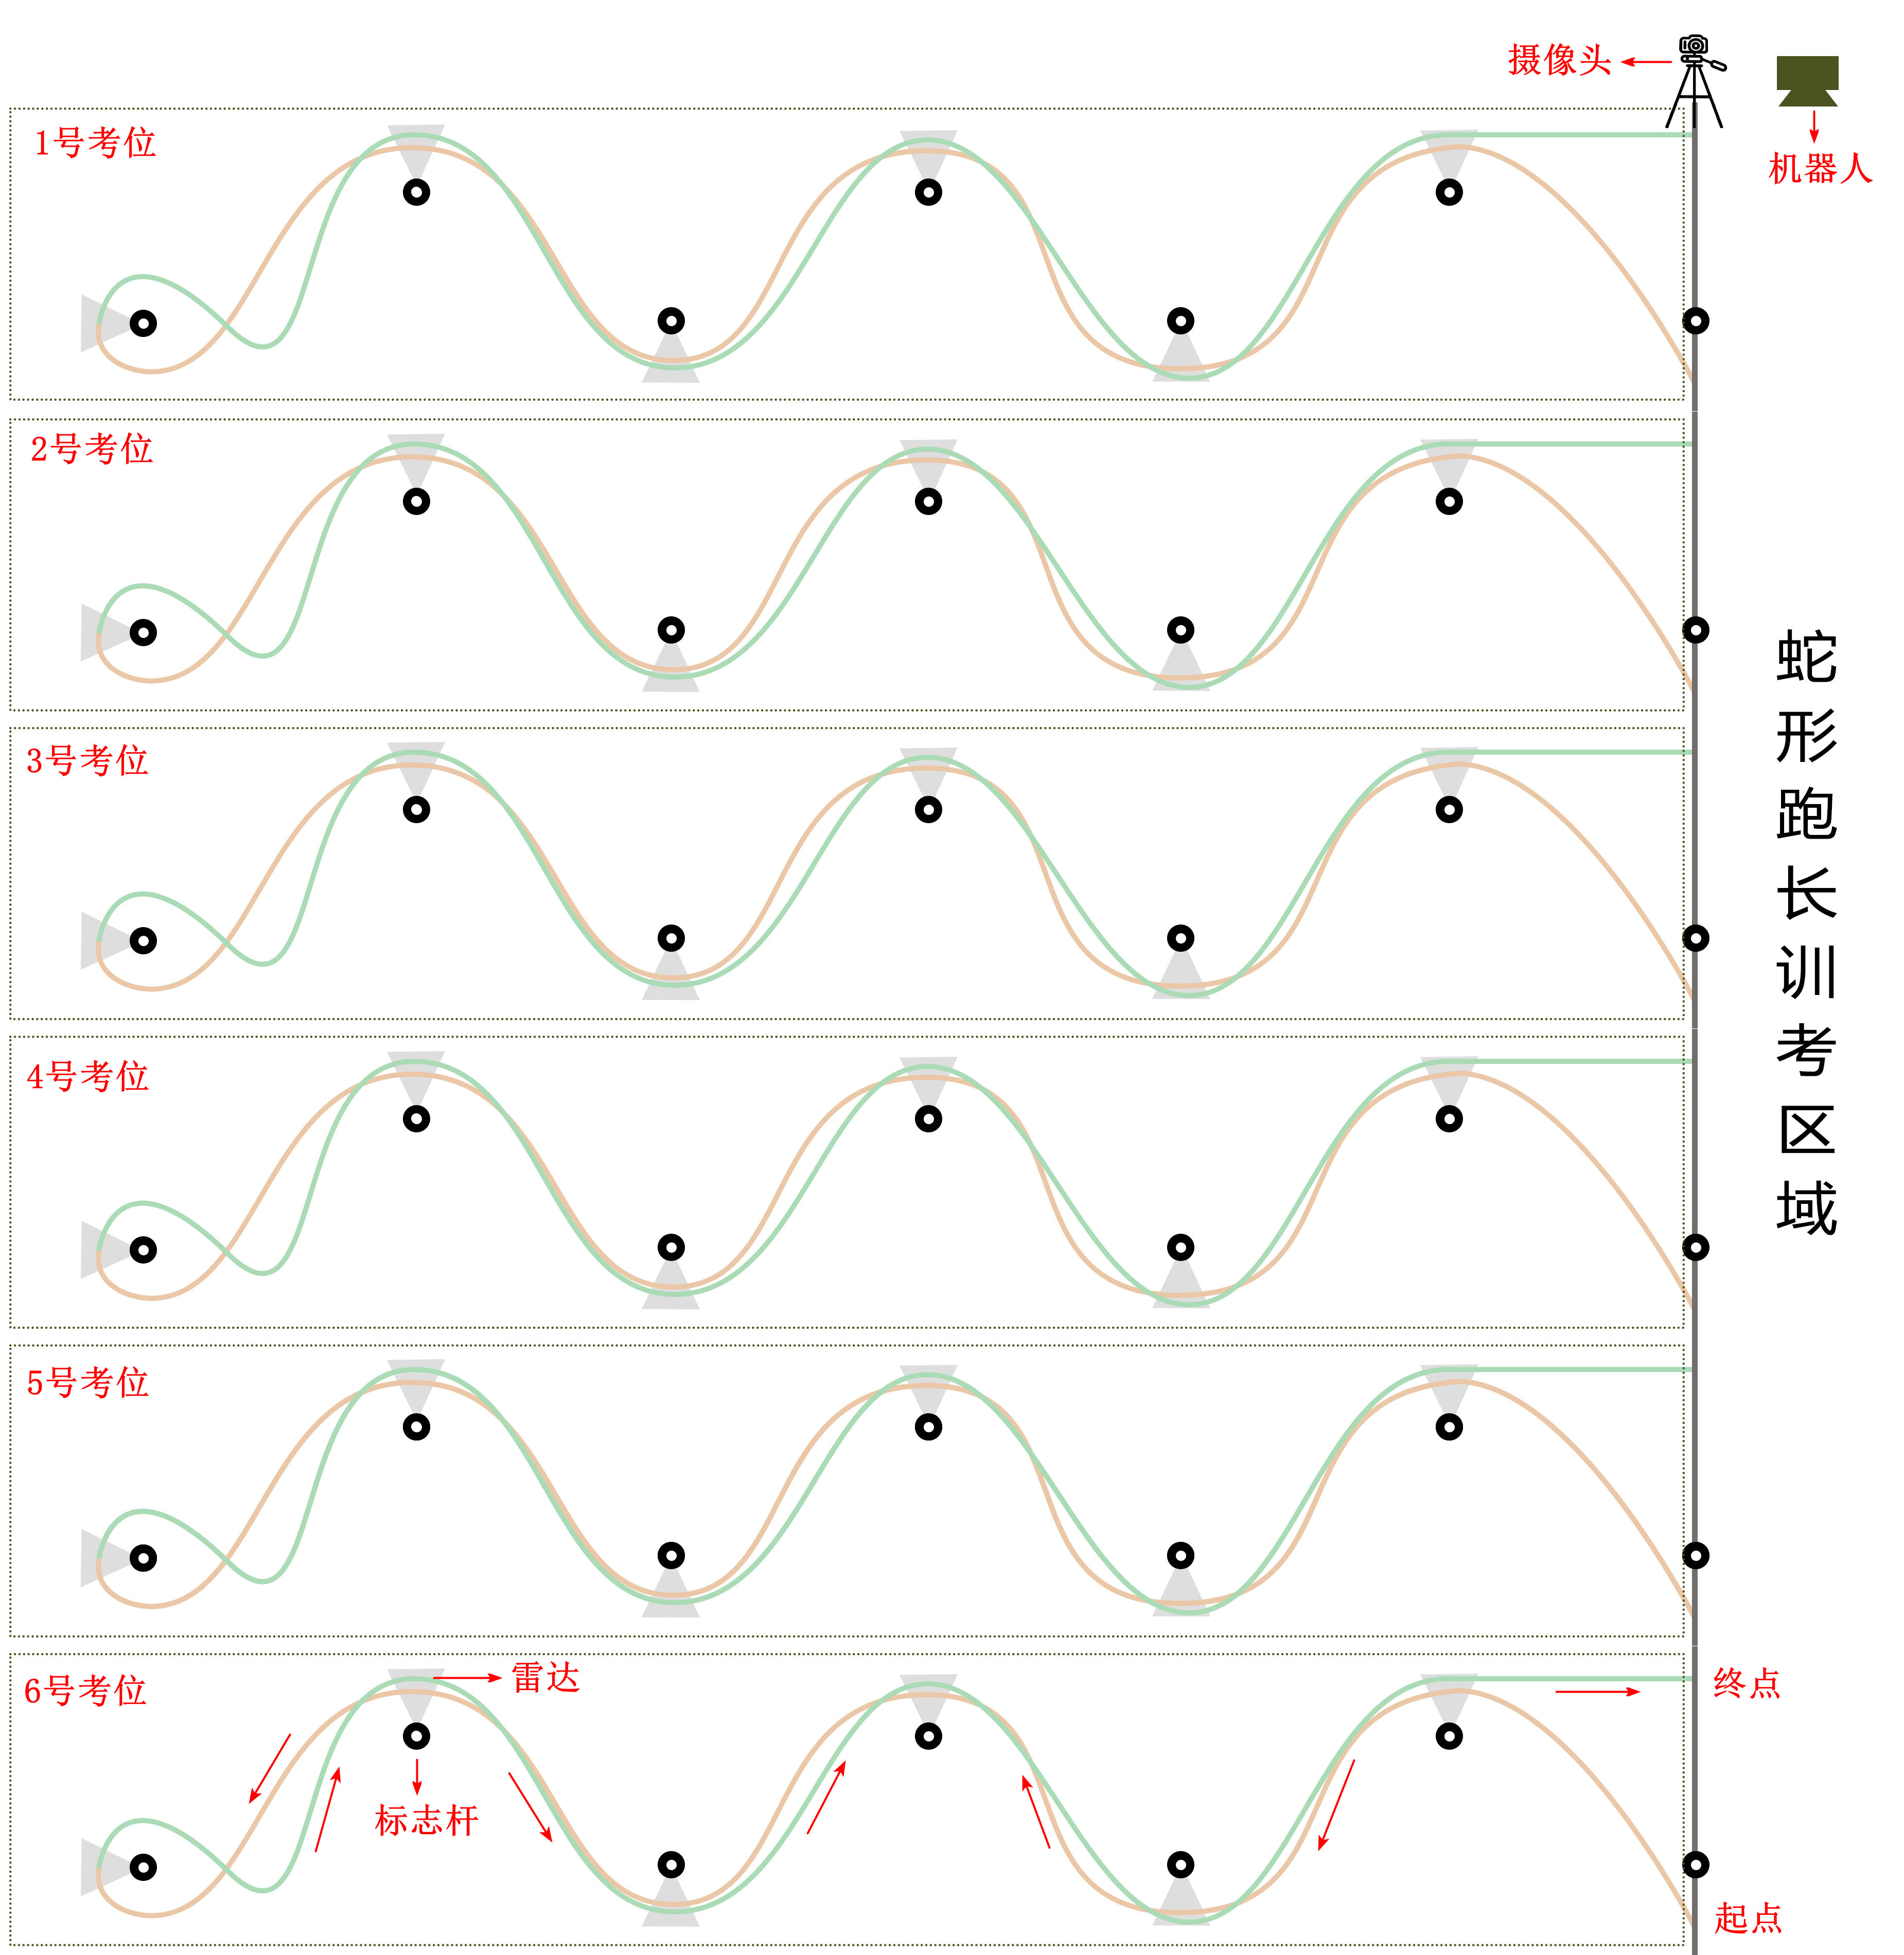 摄像头
机器人
1号考位
2号考位
3号考位
4号考位
5号考位
6号考位
雷达
标志杆
终点
起点
蛇形跑长训考区域